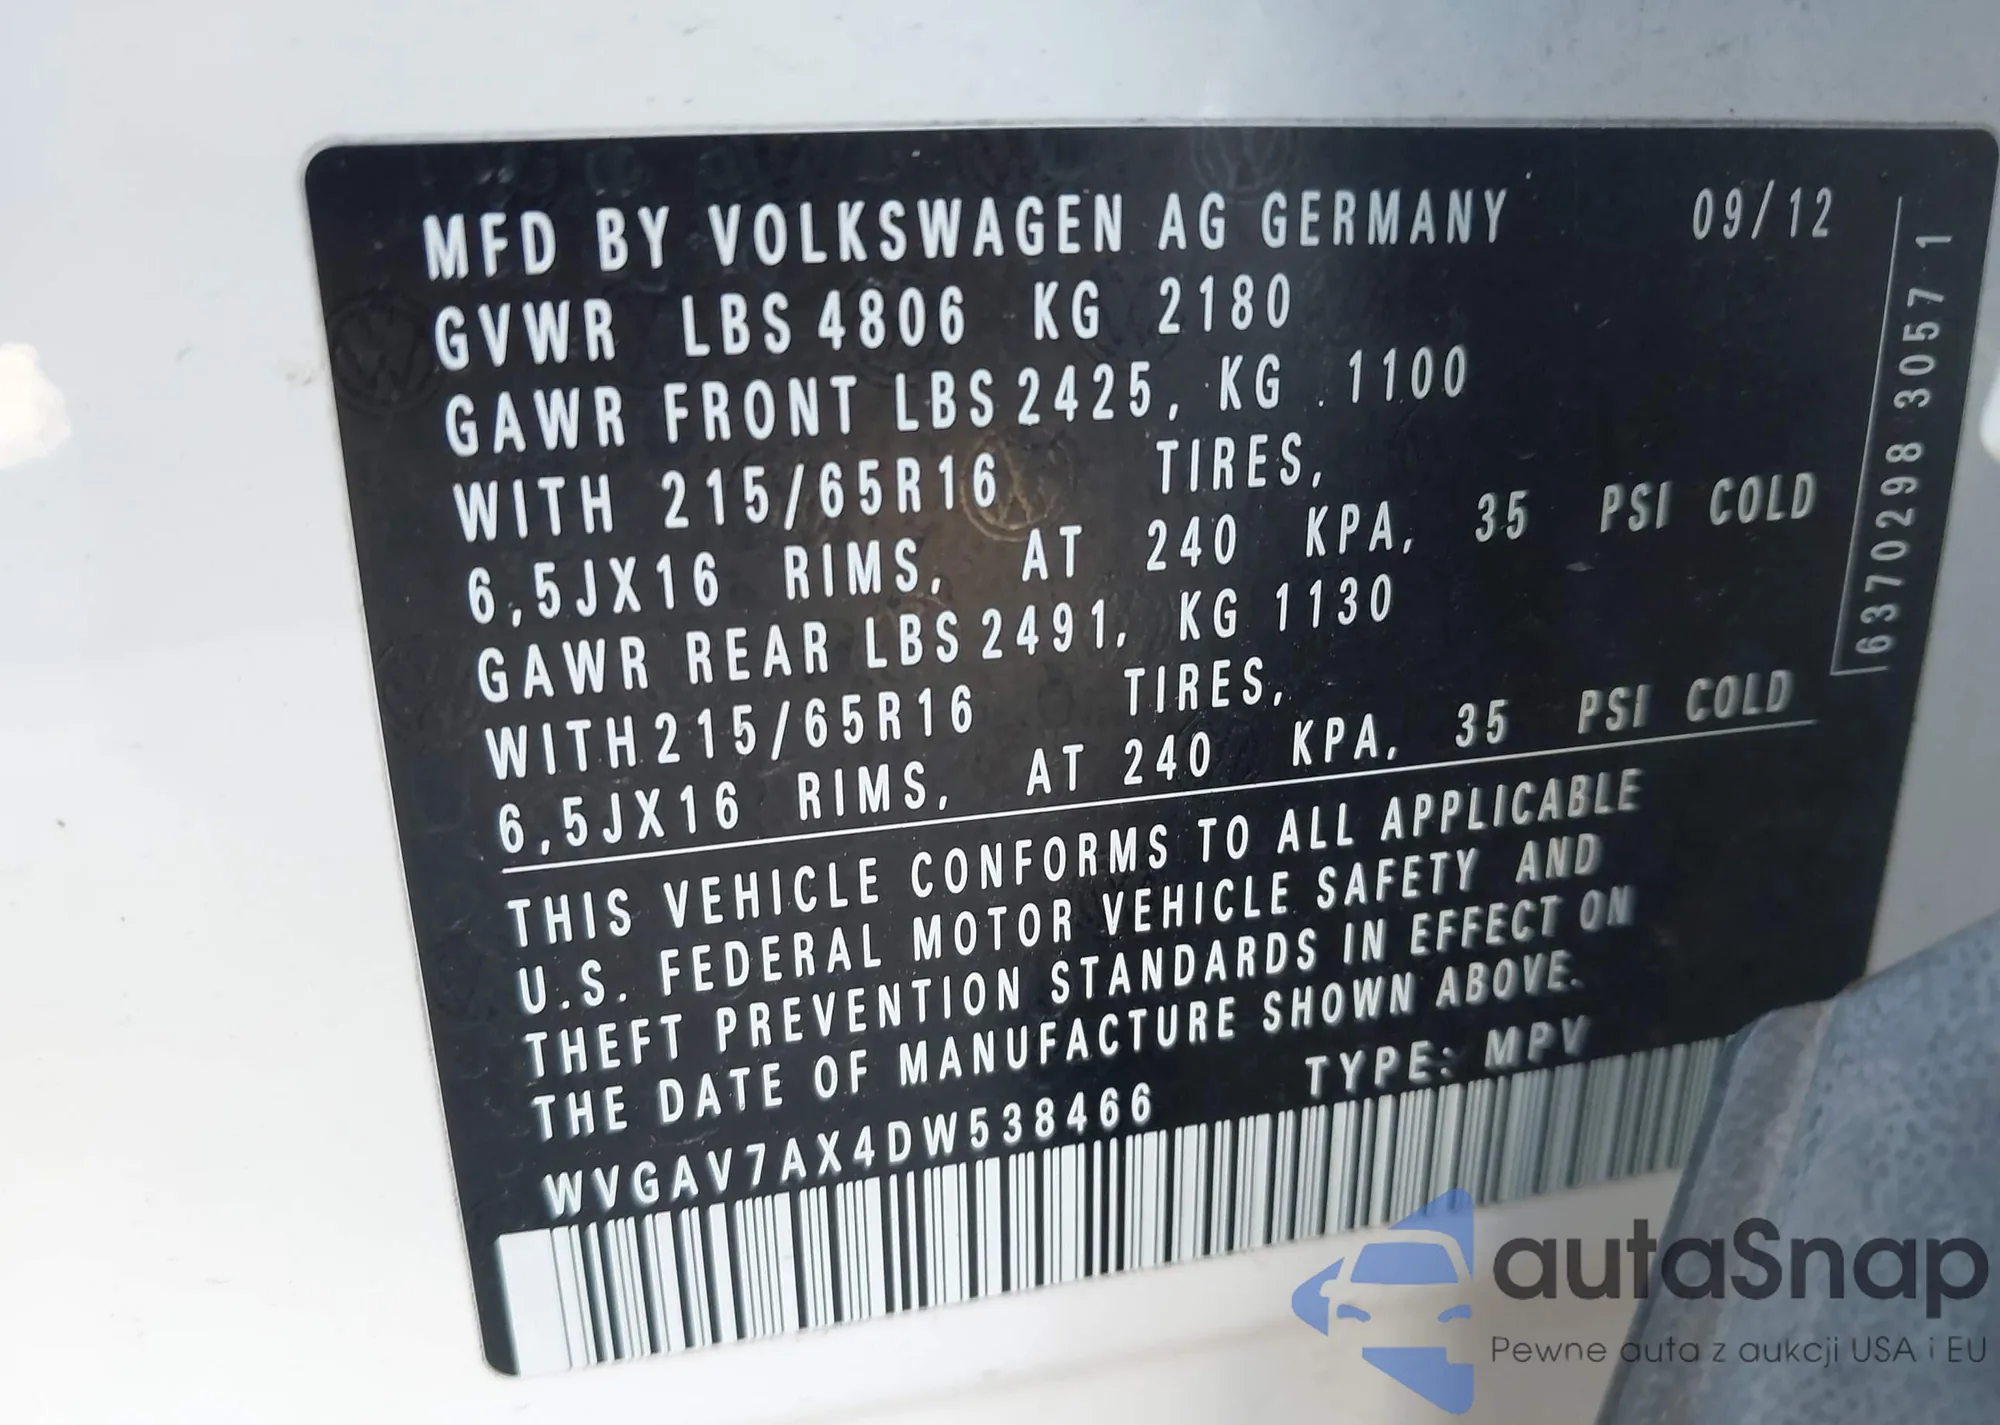 MFD BY VOLKSWAGEN AG GERMANY 09/12
GVWR LBS 4806 KG 2180
GAWR FRONT LBS 2425, KG 1100
WITH 215/65R16 TIRES,
6,5JX16 RIMS, AT 240 KPA, 35 PSI COLD
GAWR REAR LBS 2491, KG 1130
WITH 215/65R16 TIRES,
6,5JX16 RIMS, AT 240 KPA, 35 PSI COLD
THIS VEHICLE CONFORMS TO ALL APPLICABLE
U.S. FEDERAL MOTOR VEHICLE SAFETY AND
THEFT PREVENTION STANDARDS IN EFFECT ON
THE DATE OF MANUFACTURE SHOWN ABOVE.
WVGAV7AX4DW538466 TYPE: MPV
6370298 3057 1
autaSnap
Pewne auta z aukcji USA i EU